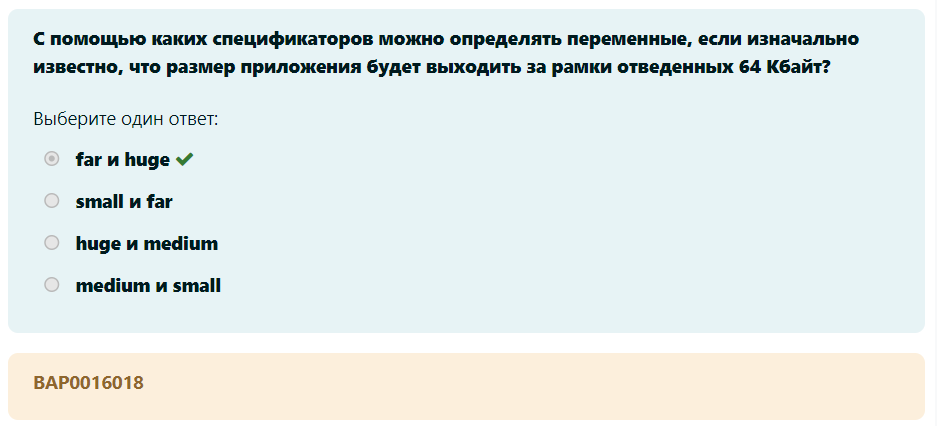 С помощью каких спецификаторов можно определять переменные, если изначально
известно, что размер приложения будет выходить за рамки отведенных 64 Кбайт?
Выберите один ответ:
far и huge
small и far
huge и medium
medium и small
BAP0016018